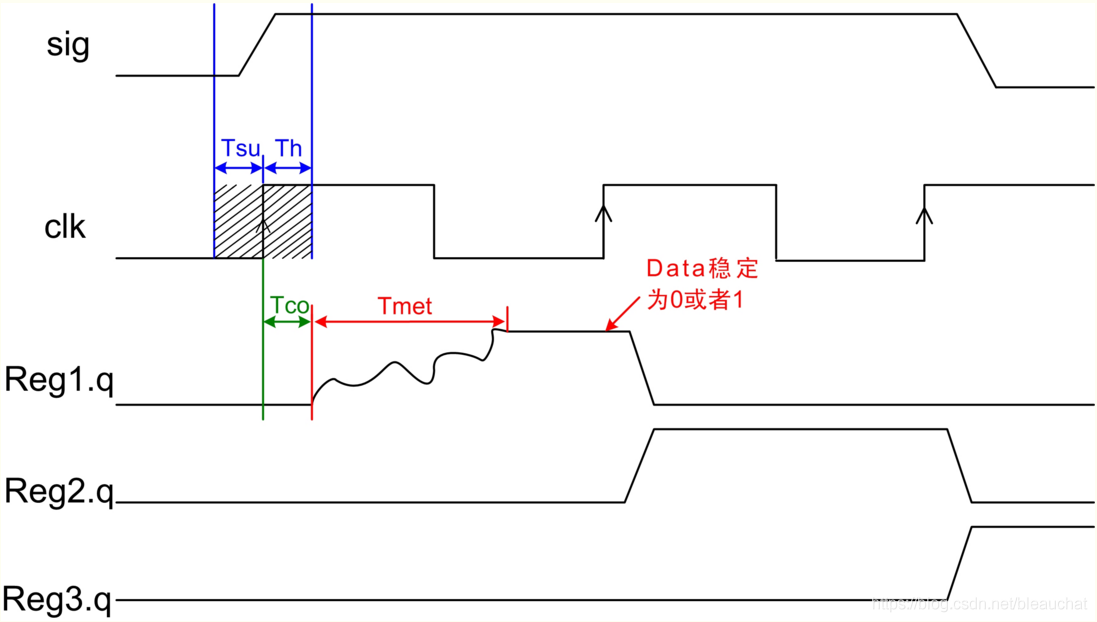 sig
Tsu
Th
clk
Data稳定
为0或者1
Tco
Tmet
Reg1.q
Reg2.q
Reg3.q
https://blog.csdn.net/bleauchat